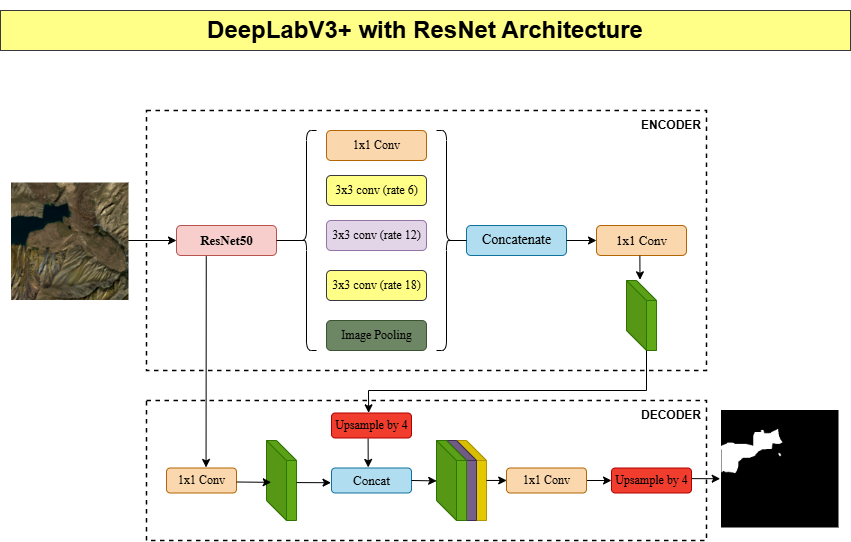 DeepLabV3+ with ResNet Architecture
ENCODER
1x1 Conv
3x3 conv (rate 6)
ResNet50
3x3 conv (rate 12)
Concatenate
1x1 Conv
3x3 conv (rate 18)
Image Pooling
DECODER
Upsample by 4
1x1 Conv
Concat
1x1 Conv
Upsample by 4